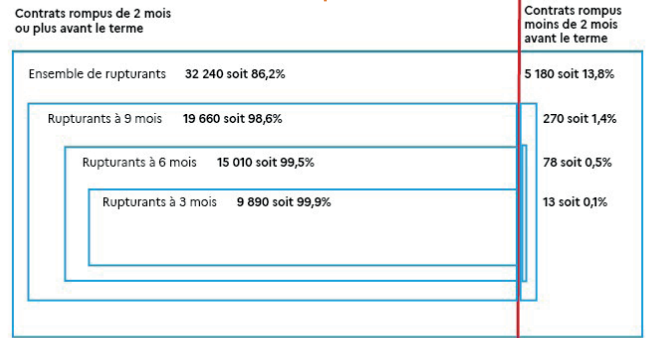 Contrats rompus de 2 mois
ou plus avant le terme
Contrats rompus
moins de 2 mois
avant le terme
Ensemble de rupturants 32 240 soit 86,2% 5 180 soit 13,8%
Rupturants à 9 mois 19 660 soit 98,6% 270 soit 1,4%
Rupturants à 6 mois 15 010 soit 99,5% 78 soit 0,5%
Rupturants à 3 mois 9 890 soit 99,9% 13 soit 0,1%